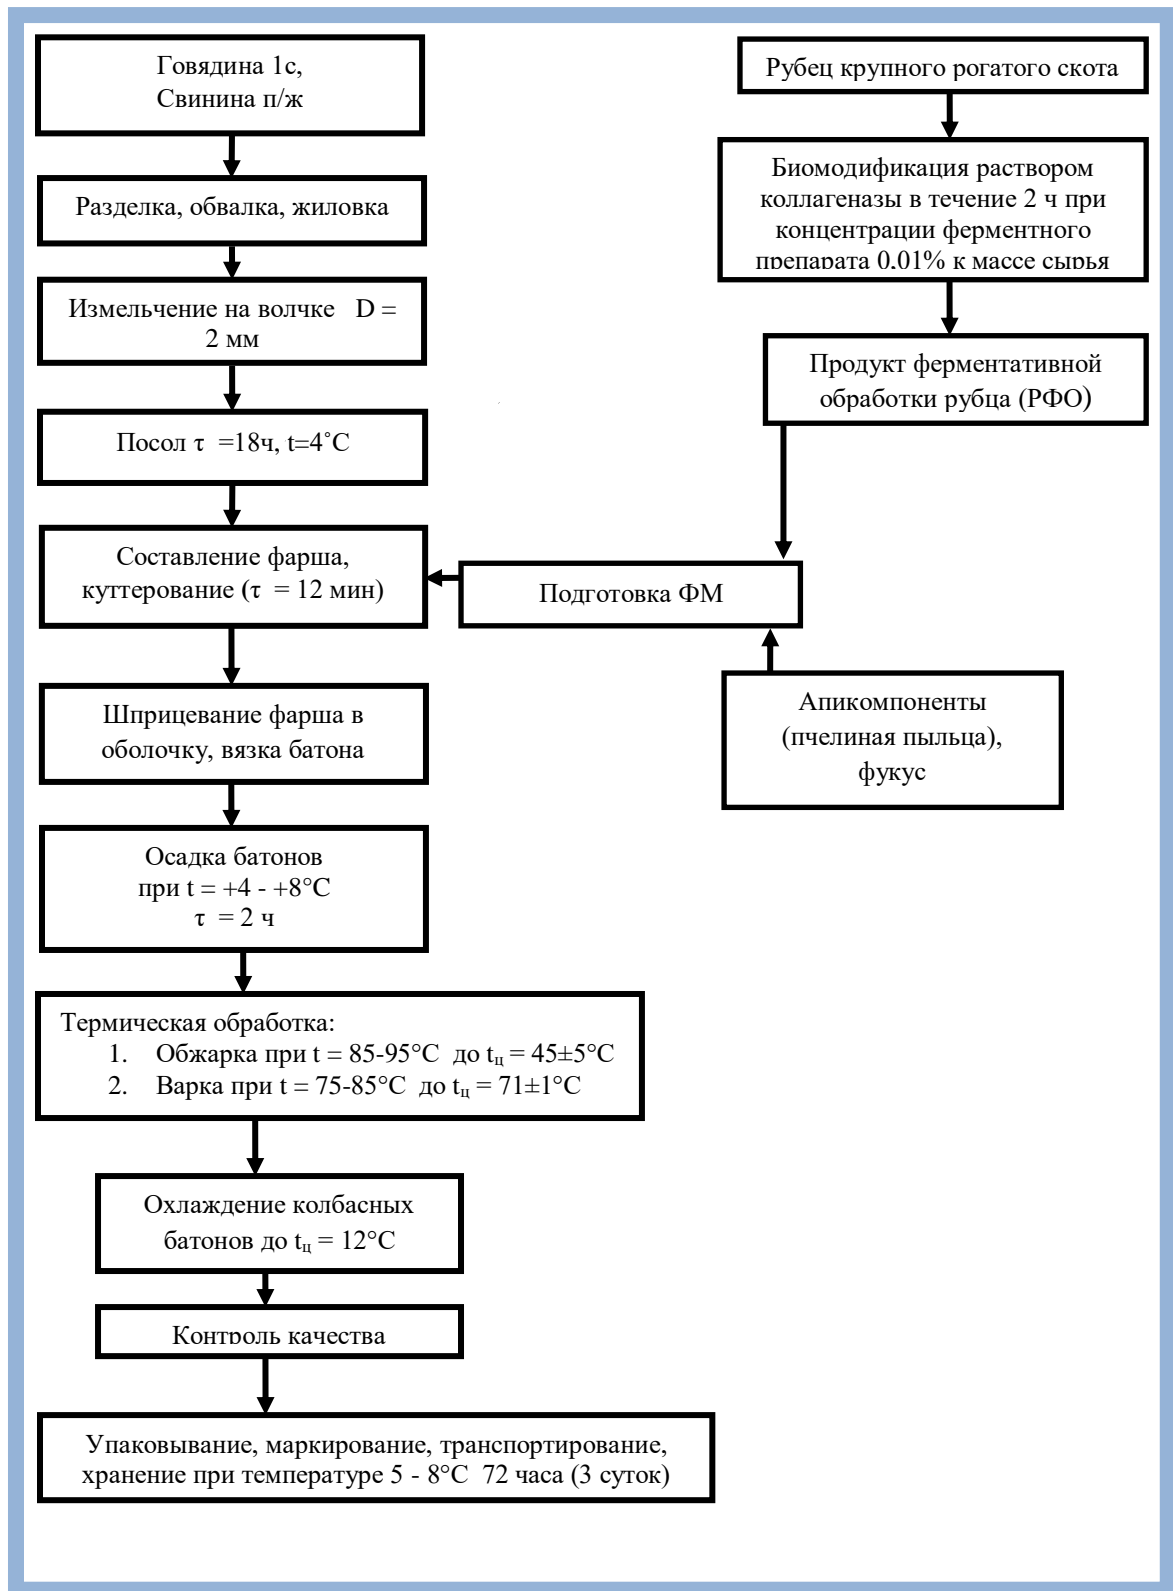 Говядина 1с,
Свинина п/ж
Разделка, обвалка, жиловка
Измельчение на волчке D =
2 мм
Посол τ =18ч, t=4˚С
Составление фарша,
куттерование (τ = 12 мин)
Шприцевание фарша в
оболочку, вязка батона
Осадка батонов
при t = +4 - +8°С
τ = 2 ч
Термическая обработка:
1. Обжарка при t = 85-95°С до tц = 45±5°С
2. Варка при t = 75-85°С до tц = 71±1°С
Охлаждение колбасных
батонов до tц = 12°С
Контроль качества
Упаковывание, маркирование, транспортирование,
хранение при температуре 5 - 8°С 72 часа (3 суток)
Рубец крупного рогатого скота
Биомодификация раствором
коллагеназы в течение 2 ч при
концентрации ферментного
препарата 0,01% к массе сырья
Продукт ферментативной
обработки рубца (РФО)
Подготовка ФМ
Апикомпоненты
(пчелиная пыльца),
фукус